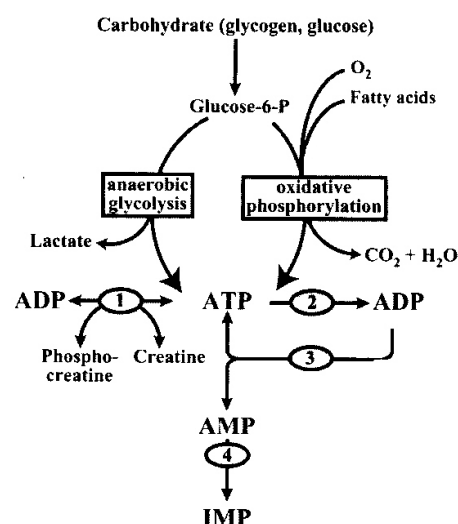 Carbohydrate (glycogen, glucose)
O2
Glucose-6-P
Fatty acids
anaerobic
glycolysis
oxidative
phosphorylation
Lactate
CO2 + H2O
ADP
1
ATP
2
ADP
Phospho-
creatine
Creatine
3
AMP
4
IMP